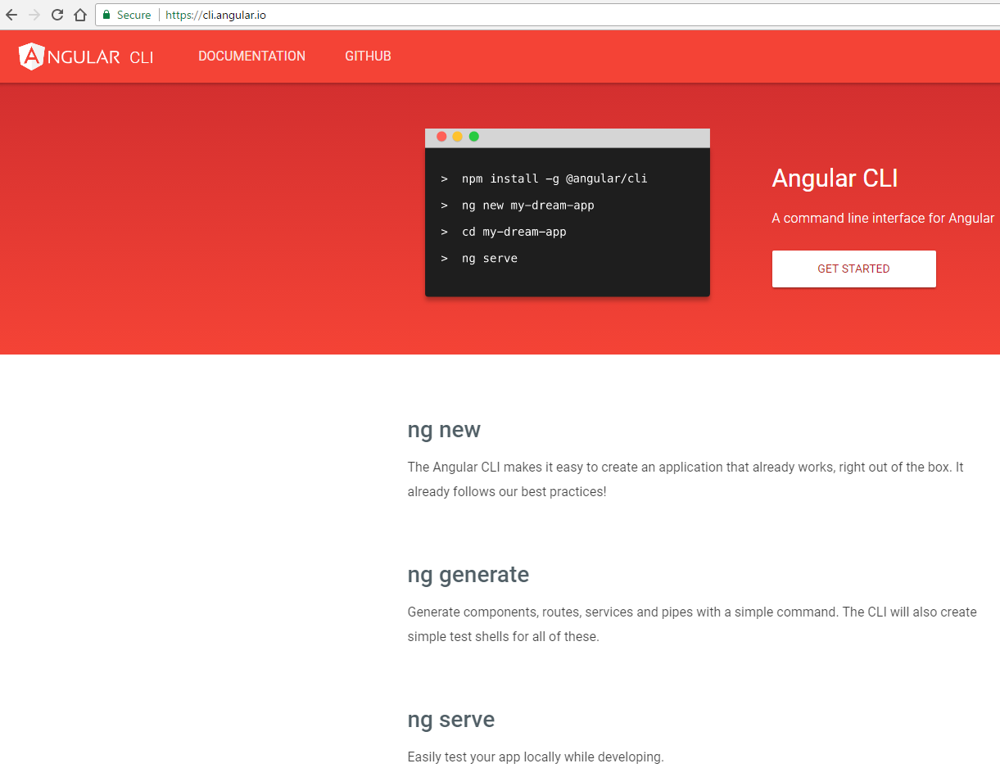 Secure https://cli.angular.io
ANGULAR CLI DOCUMENTATION GITHUB
> npm install -g @angular/cli
> ng new my-dream-app
> cd my-dream-app
> ng serve
Angular CLI
A command line interface for Angular
GET STARTED
ng new
The Angular CLI makes it easy to create an application that already works, right out of the box. It
already follows our best practices!
ng generate
Generate components, routes, services and pipes with a simple command. The CLI will also create
simple test shells for all of these.
ng serve
Easily test your app locally while developing.